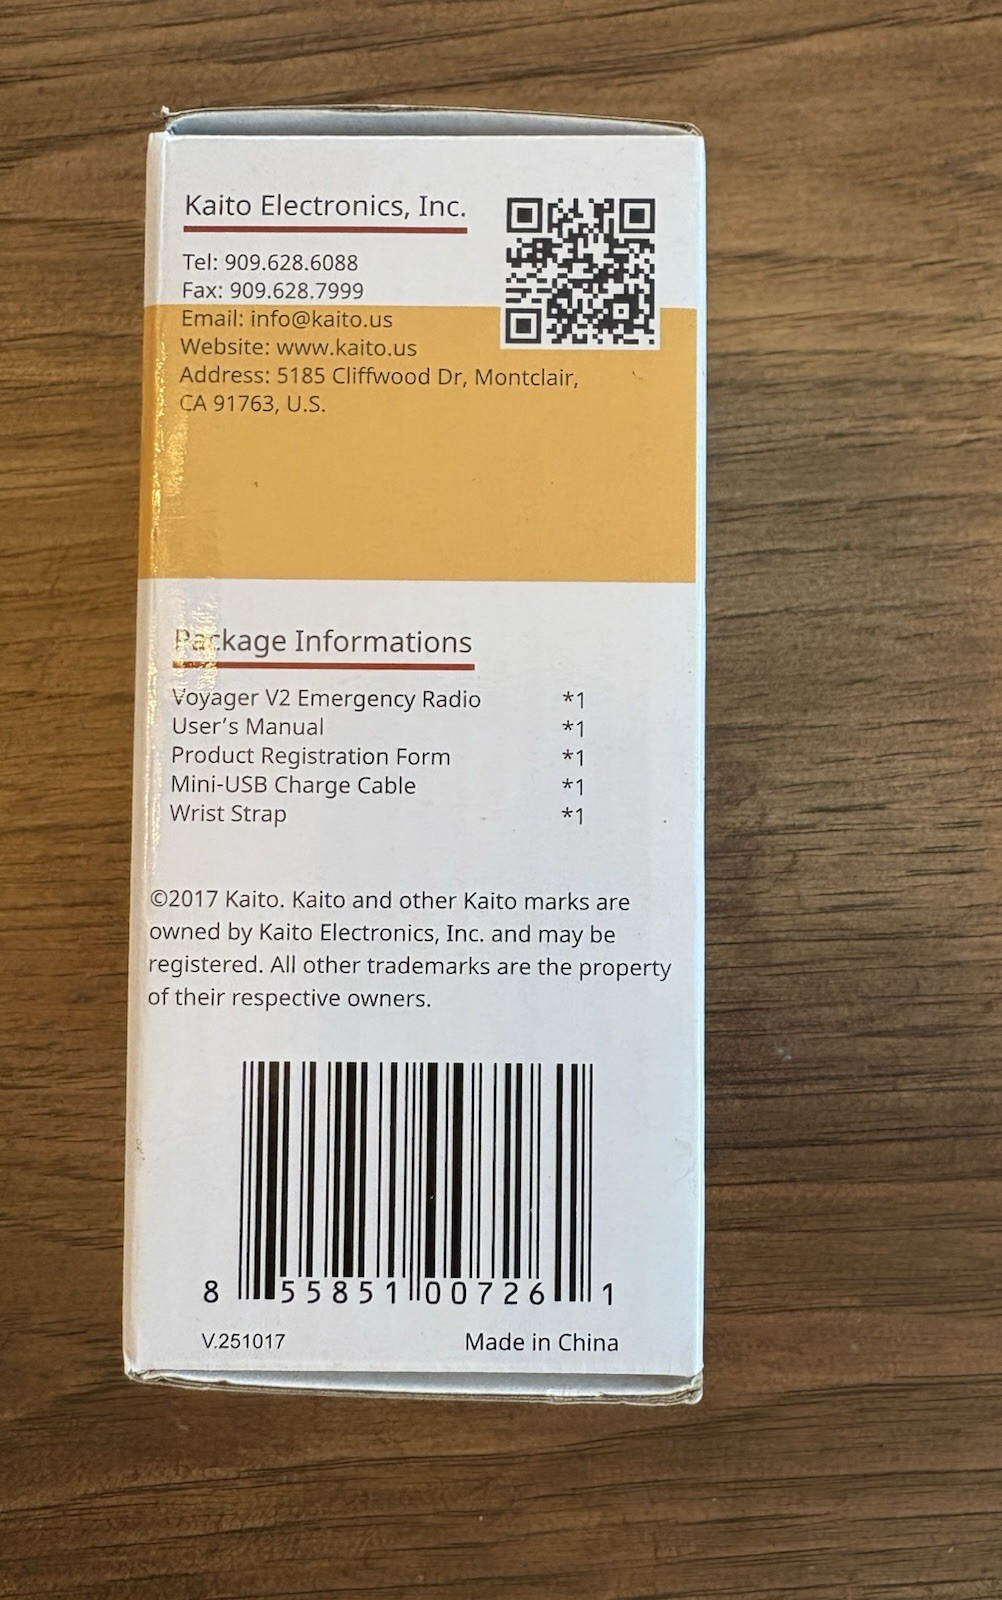 Kaito Electronics, Inc.
Tel: 909.628.6088
Fax: 909.628.7999
Email: info@kaito.us
Website: www.kaito.us
Address: 5185 Cliffwood Dr, Montclair,
CA 91763, U.S.
Package Informations
Voyager V2 Emergency Radio *1
User's Manual *1
Product Registration Form *1
Mini-USB Charge Cable *1
Wrist Strap *1
©2017 Kaito. Kaito and other Kaito marks are
owned by Kaito Electronics, Inc. and may be
registered. All other trademarks are the property
of their respective owners.
8 55851 00726 1
V.251017 Made in China